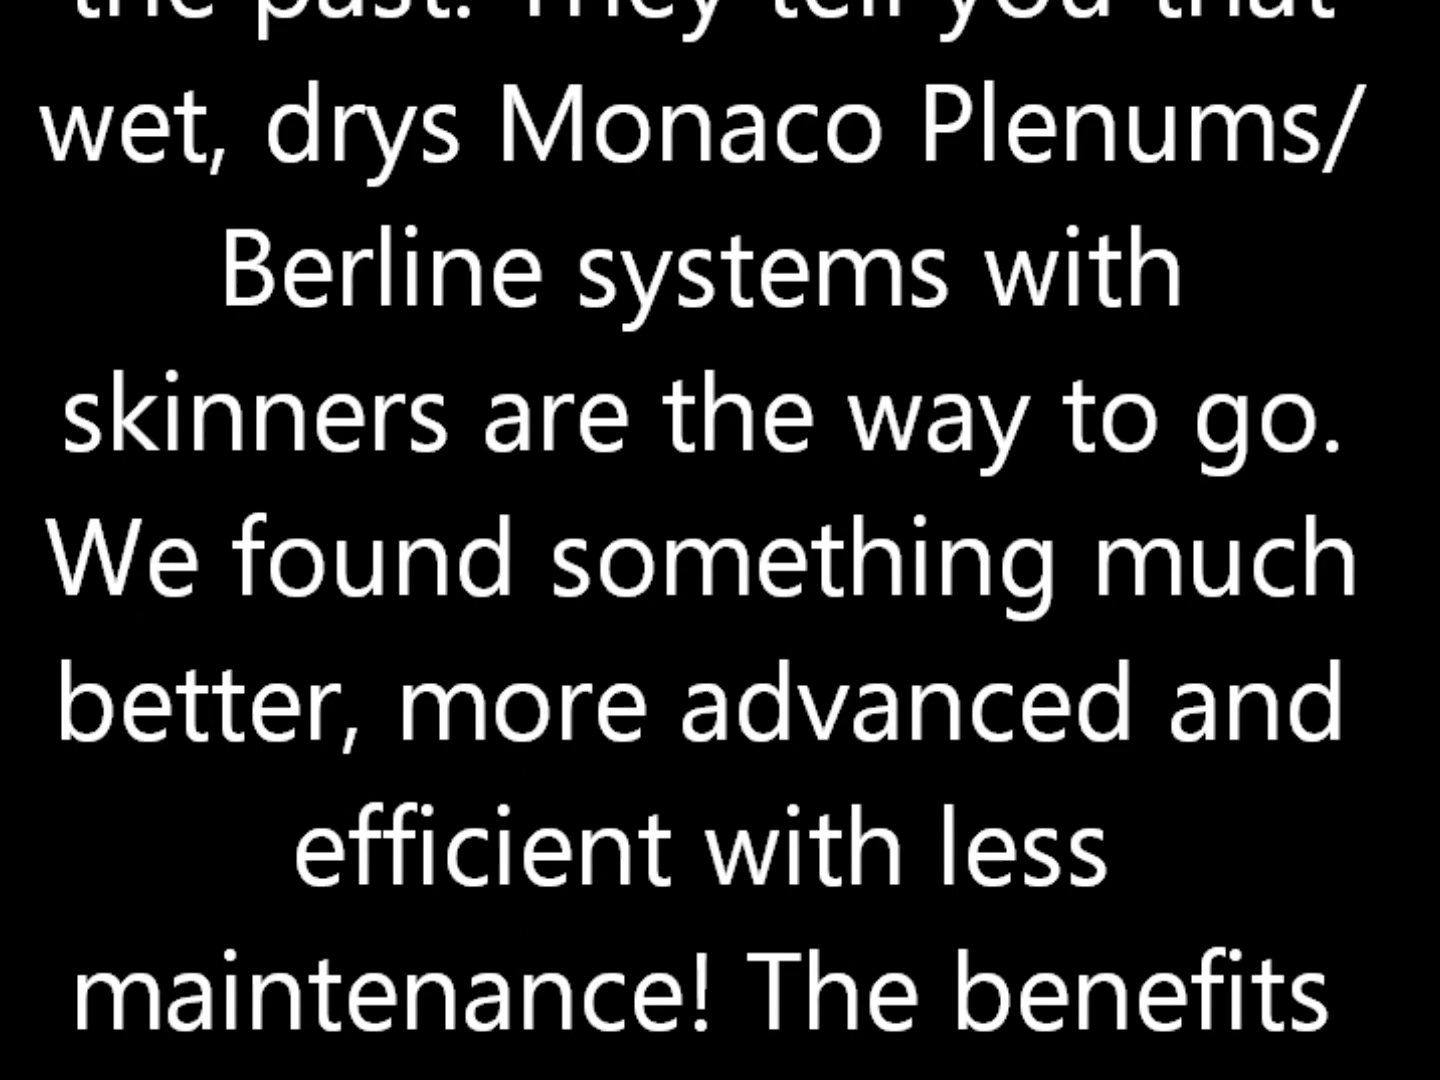 the past. They tell you that
wet, drys Monaco Plenums/
Berline systems with
skinners are the way to go.
We found something much
better, more advanced and
efficient with less
maintenance! The benefits